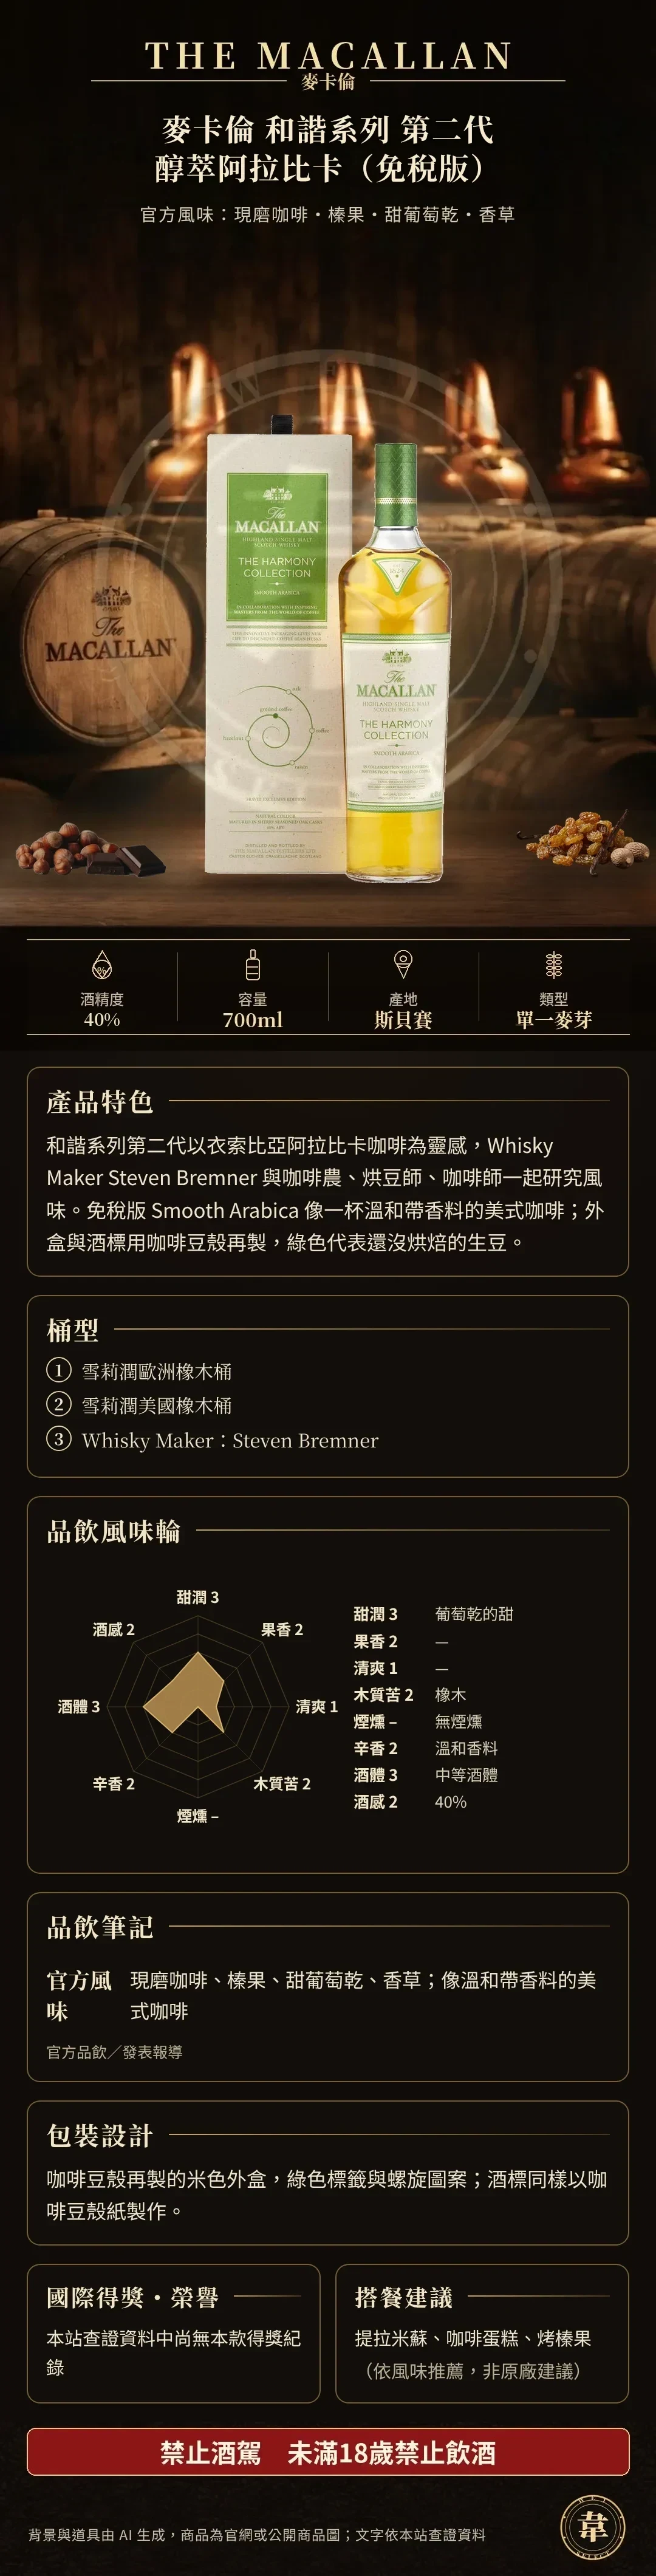 THE MACALLAN
麥卡倫
麥卡倫 和諧系列 第二代
醇萃阿拉比卡（免稅版）
官方風味：現磨咖啡・榛果・甜葡萄乾・香草
The
MACALLAN
HIGHLAND SINGLE MALT
SCOTCH WHISKY
THE HARMONY
COLLECTION
SMOOTH ARABICA
IN COLLABORATION WITH INSPIRING
MASTERS FROM THE WORLD OF COFFEE
The
MACALLAN
The
MACALLAN
HIGHLAND SINGLE MALT
SCOTCH WHISKY
THE HARMONY
COLLECTION
SMOOTH ARABICA
酒精度
40%
容量
700ml
產地
斯貝賽
類型
單一麥芽
產品特色
和諧系列第二代以衣索比亞阿拉比卡咖啡為靈感，Whisky
Maker Steven Bremner 與咖啡農、烘豆師、咖啡師一起研究風
味。免稅版 Smooth Arabica 像一杯溫和帶香料的美式咖啡；外
盒與酒標用咖啡豆殼再製，綠色代表還沒烘焙的生豆。
桶型
① 雪莉潤歐洲橡木桶
② 雪莉潤美國橡木桶
③ Whisky Maker：Steven Bremner
品飲風味輪
甜潤 3
果香 2
清爽 1
木質苦 2
煙燻 –
辛香 2
酒體 3
酒感 2
甜潤 3 葡萄乾的甜
果香 2 —
清爽 1 —
木質苦 2 橡木
煙燻 – 無煙燻
辛香 2 溫和香料
酒體 3 中等酒體
酒感 2 40%
品飲筆記
官方風味
現磨咖啡、榛果、甜葡萄乾、香草；像溫和帶香料的美
式咖啡
官方品飲／發表報導
包裝設計
咖啡豆殼再製的米色外盒，綠色標籤與螺旋圖案；酒標同樣以咖
啡豆殼紙製作。
國際得獎・榮譽
本站查證資料中尚無本款得獎紀
錄
搭餐建議
提拉米蘇、咖啡蛋糕、烤榛果
（依風味推薦，非原廠建議）
禁止酒駕 未滿18歲禁止飲酒
背景與道具由 AI 生成，商品為官網或公開商品圖；文字依本站查證資料
韋